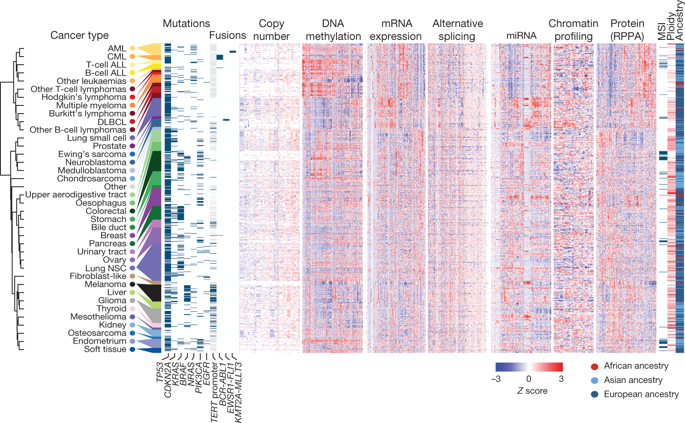 Mutations
Fusions
Cancer type
Copy
number
DNA
methylation
mRNA
expression
Alternative
splicing
miRNA
Chromatin
profiling
Protein
(RPPA)
MSI
Ploidy
Ancestry
AML
CML
T-cell ALL
B-cell ALL
Other leukaemias
Other T-cell lymphomas
Hodgkin's lymphoma
Multiple myeloma
Burkitt's lymphoma
DLBCL
Other B-cell lymphomas
Lung small cell
Prostate
Ewing's sarcoma
Neuroblastoma
Medulloblastoma
Chondrosarcoma
Other
Upper aerodigestive tract
Oesophagus
Colorectal
Stomach
Bile duct
Breast
Pancreas
Urinary tract
Ovary
Lung NSC
Fibroblast-like
Melanoma
Liver
Glioma
Thyroid
Mesothelioma
Kidney
Osteosarcoma
Endometrium
Soft tissue
TP53
CDKN2A
KRAS
BRAF
NRAS
PIK3CA
EGFR
TERT promoter
BCR-ABL1
EWSR1-FLI1
KMT2A-MLLT3
-3
0
3
Z score
African ancestry
Asian ancestry
European ancestry